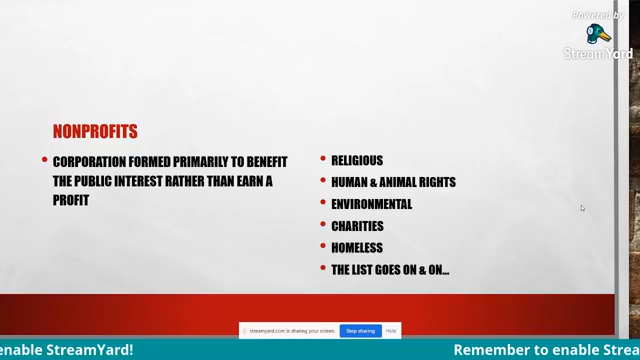 Powered by
StreamYard
NONPROFITS
• CORPORATION FORMED PRIMARILY TO BENEFIT
THE PUBLIC INTEREST RATHER THAN EARN A
PROFIT
• RELIGIOUS
• HUMAN & ANIMAL RIGHTS
• ENVIRONMENTAL
• CHARITIES
• HOMELESS
• THE LIST GOES ON & ON...
streamyard.com is sharing your screen.
Stop sharing
Hide
enable StreamYard!
Remember to enable Strea